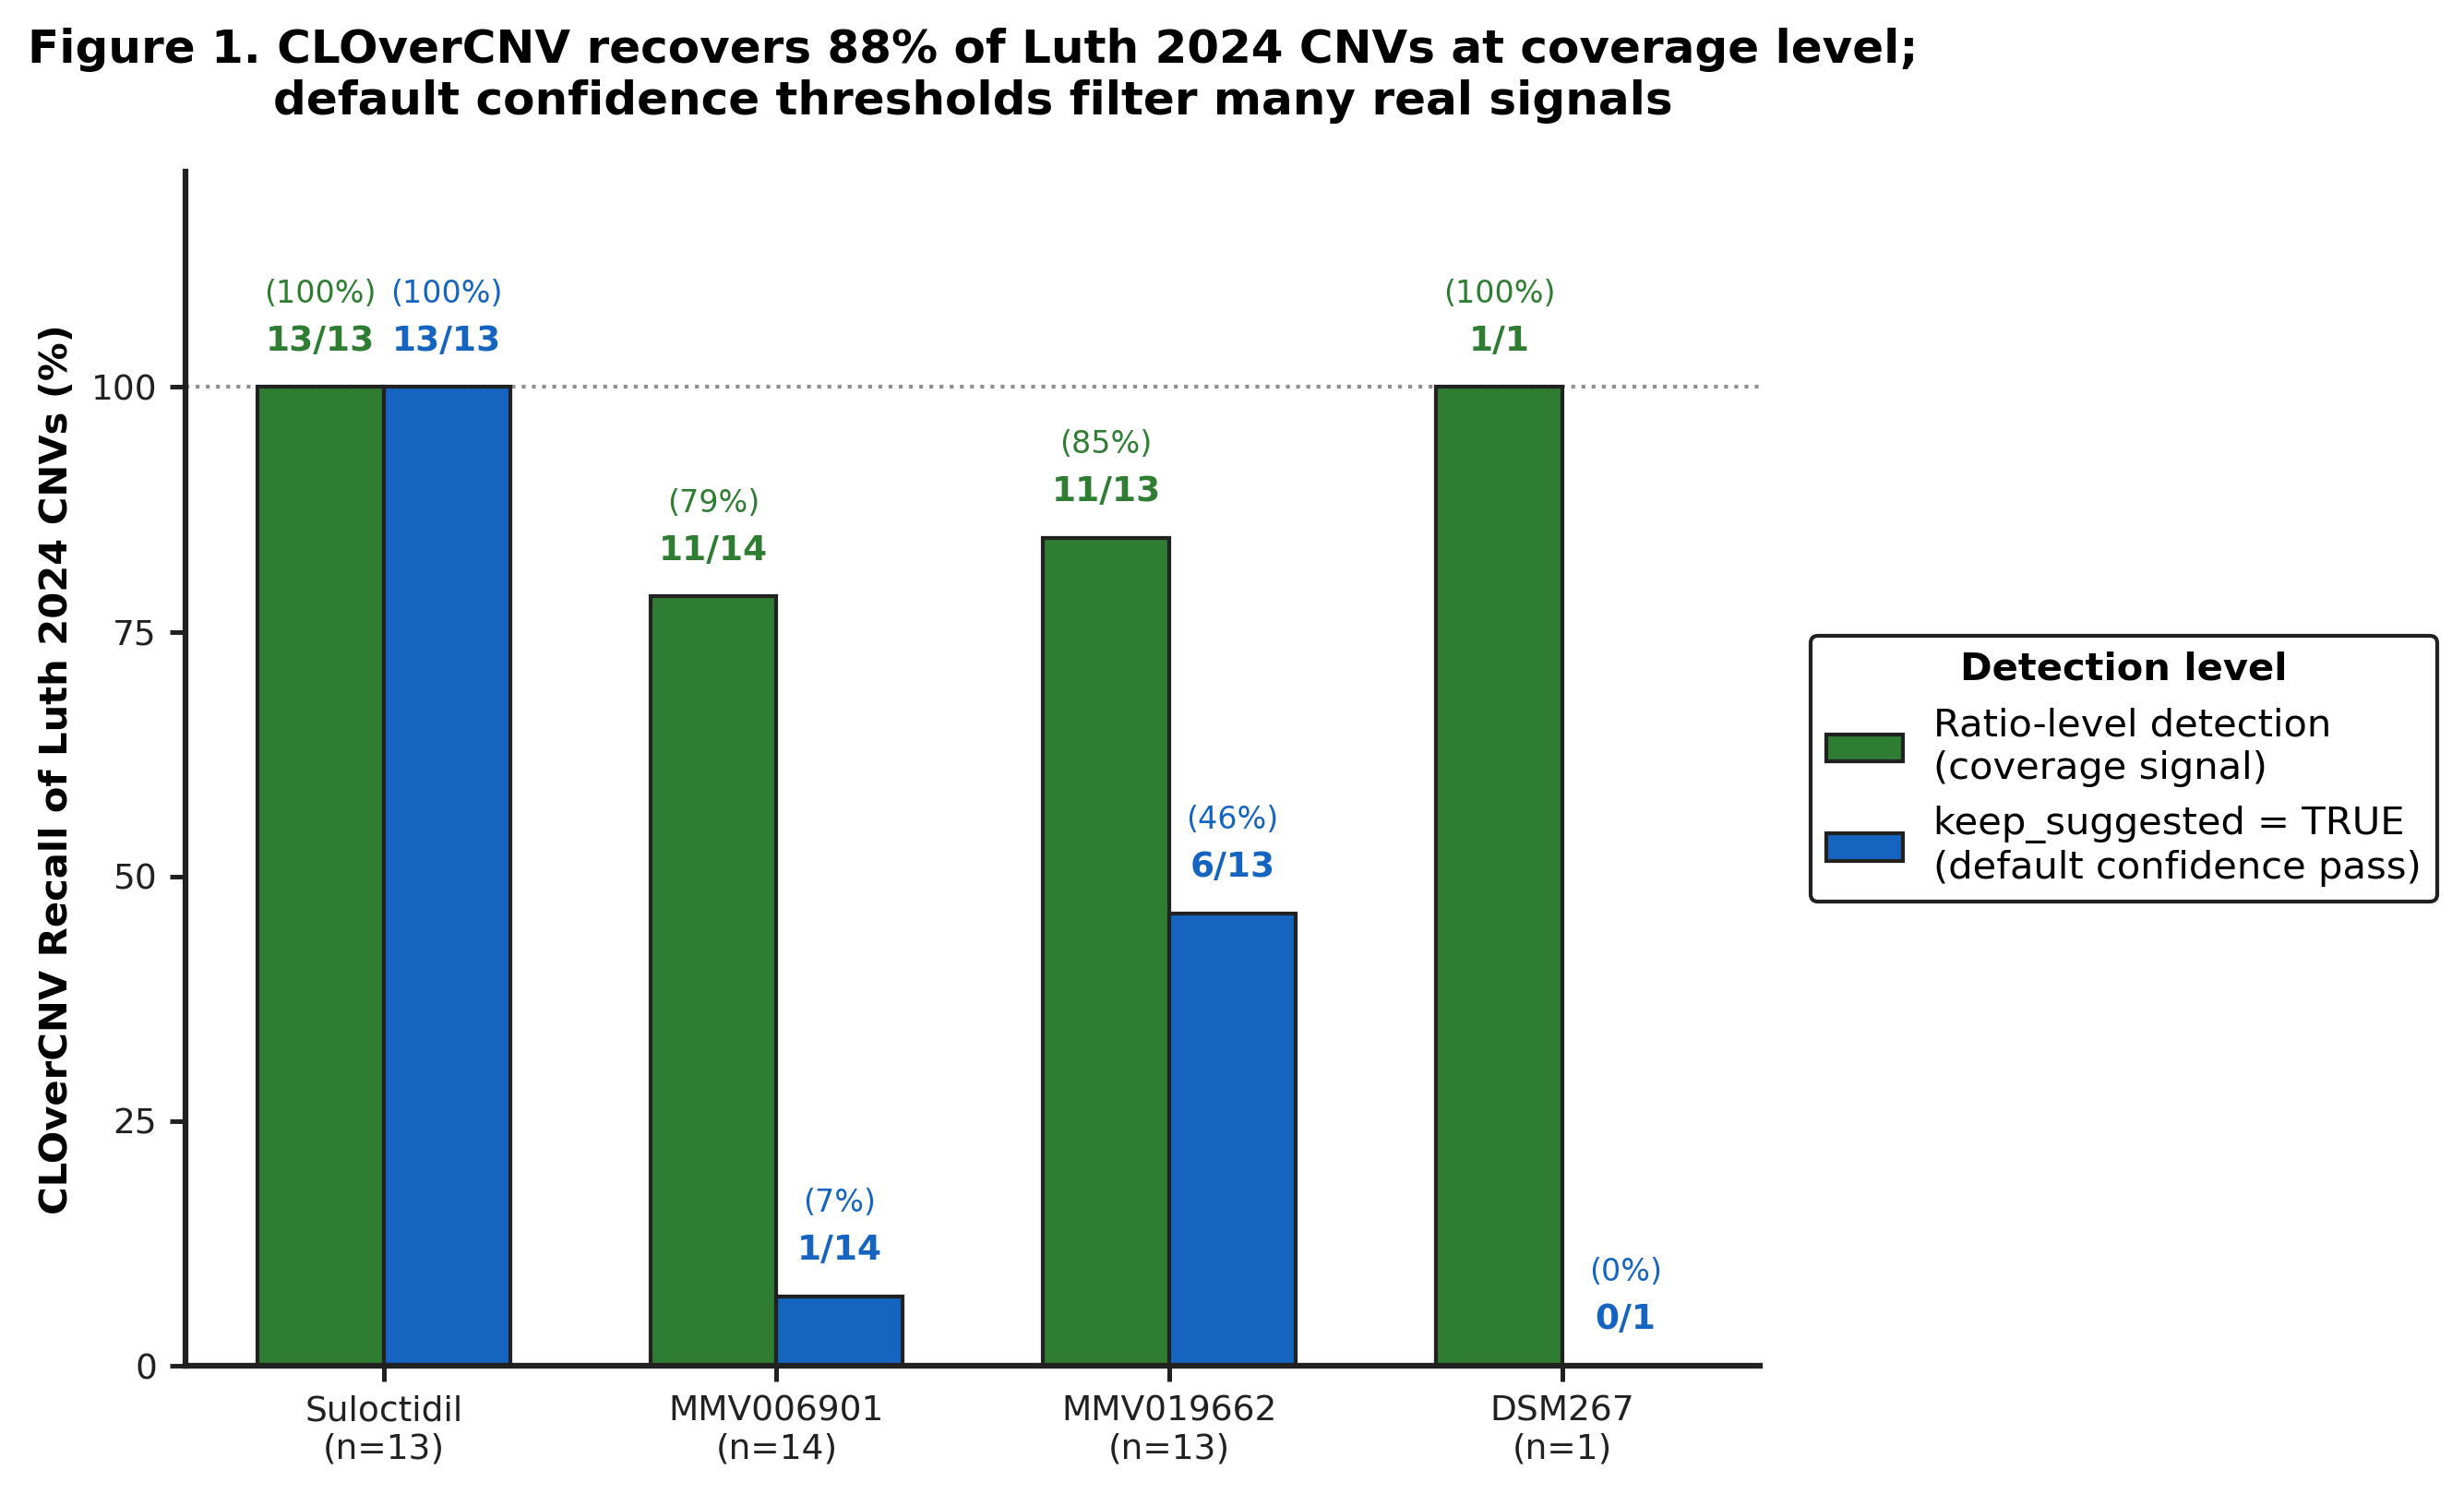 Figure 1. CLOverCNV recovers 88% of Luth 2024 CNVs at coverage level;
default confidence thresholds filter many real signals
CLOverCNV Recall of Luth 2024 CNVs (%)
100
75
50
25
0
(100%)
13/13
(100%)
13/13
(79%)
11/14
(7%)
1/14
(85%)
11/13
(46%)
6/13
(100%)
1/1
(0%)
0/1
Suloctidil
(n=13)
MMV006901
(n=14)
MMV019662
(n=13)
DSM267
(n=1)
Detection level
Ratio-level detection
(coverage signal)
keep_suggested = TRUE
(default confidence pass)